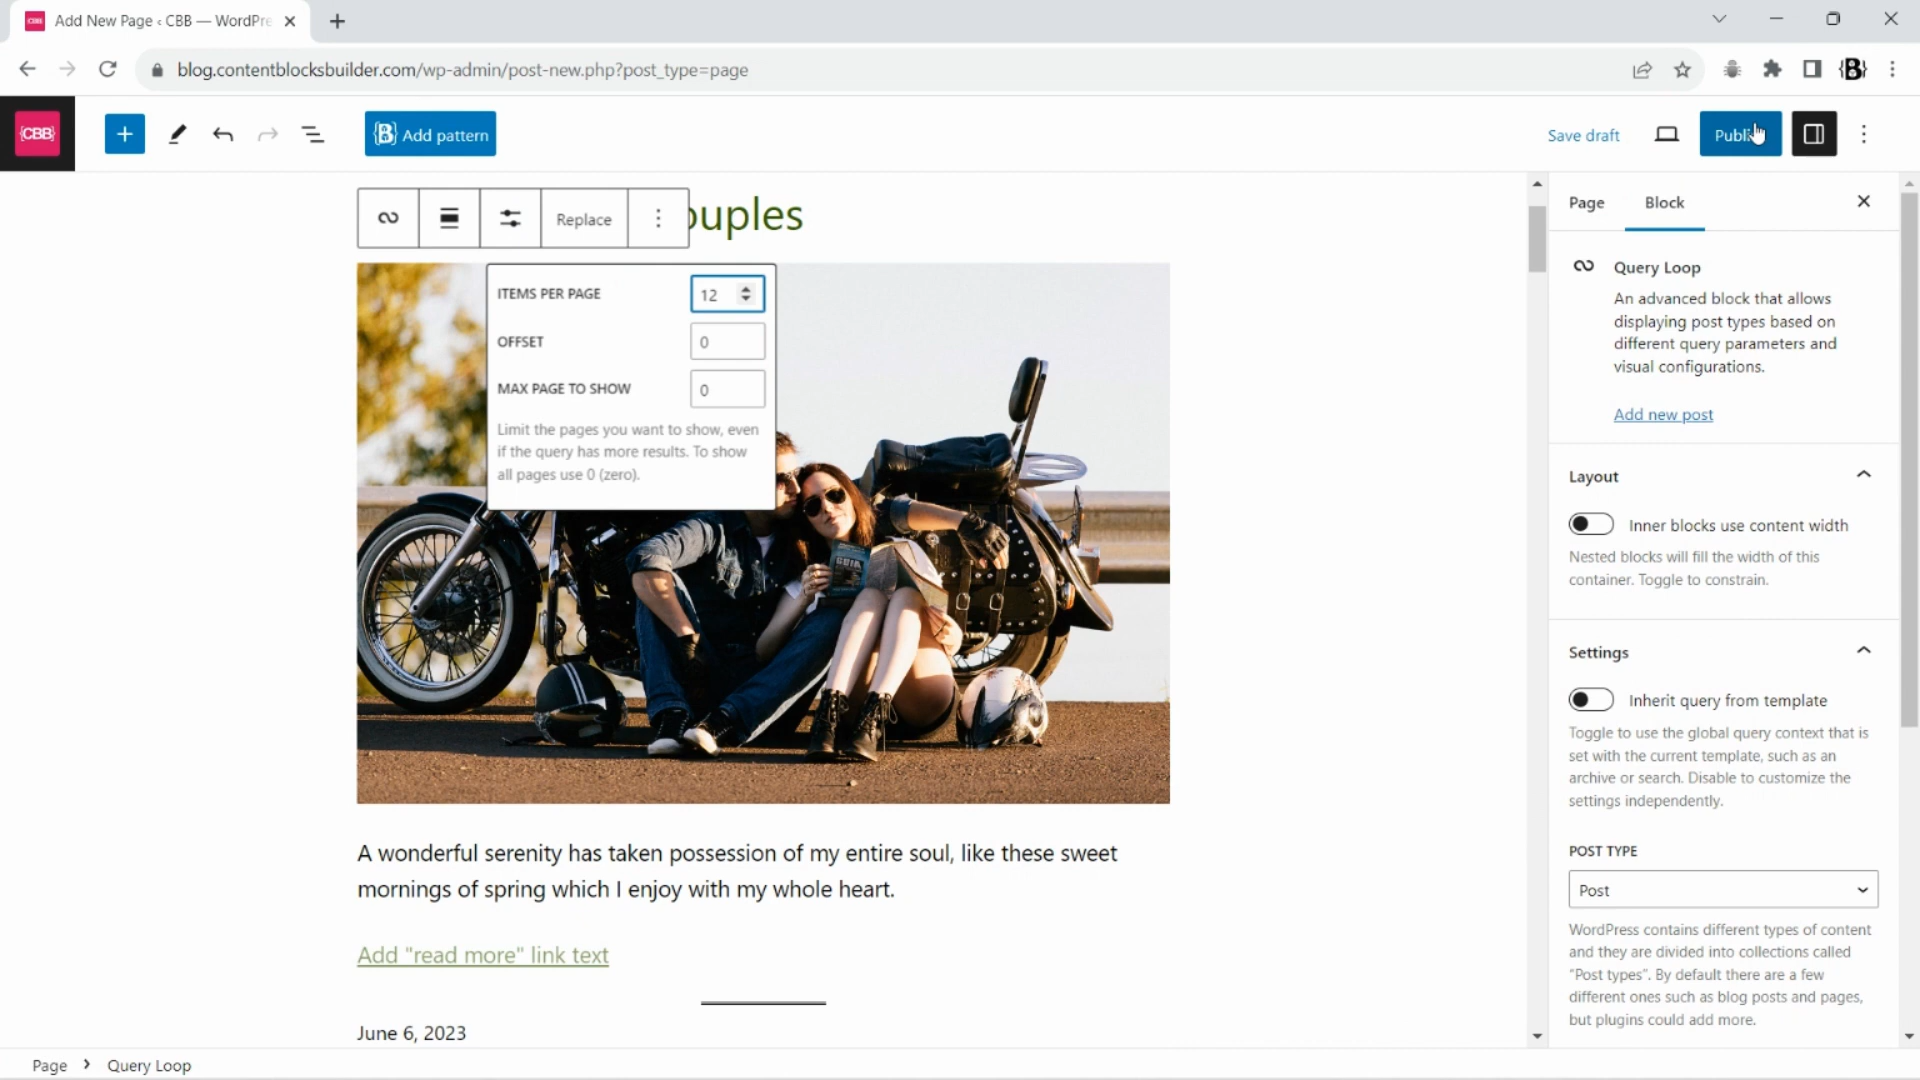 CBB
Add New Page ‹ CBB — WordPre
blog.contentblocksbuilder.com/wp-admin/post-new.php?post_type=page
{B}
{CBB}
{B} Add pattern
Save draft
Replace
ouples
ITEMS PER PAGE 12
OFFSET 0
MAX PAGE TO SHOW 0
Limit the pages you want to show, even
if the query has more results. To show
all pages use 0 (zero).
A wonderful serenity has taken possession of my entire soul, like these sweet
mornings of spring which I enjoy with my whole heart.
Add "read more" link text
June 6, 2023
Page
Block
Query Loop
An advanced block that allows
displaying post types based on
different query parameters and
visual configurations.
Add new post
Layout
Inner blocks use content width
Nested blocks will fill the width of this
container. Toggle to constrain.
Settings
Inherit query from template
Toggle to use the global query context that is
set with the current template, such as an
archive or search. Disable to customize the
settings independently.
POST TYPE
Post
WordPress contains different types of content
and they are divided into collections called
"Post types". By default there are a few
different ones such as blog posts and pages,
but plugins could add more.
Page > Query Loop